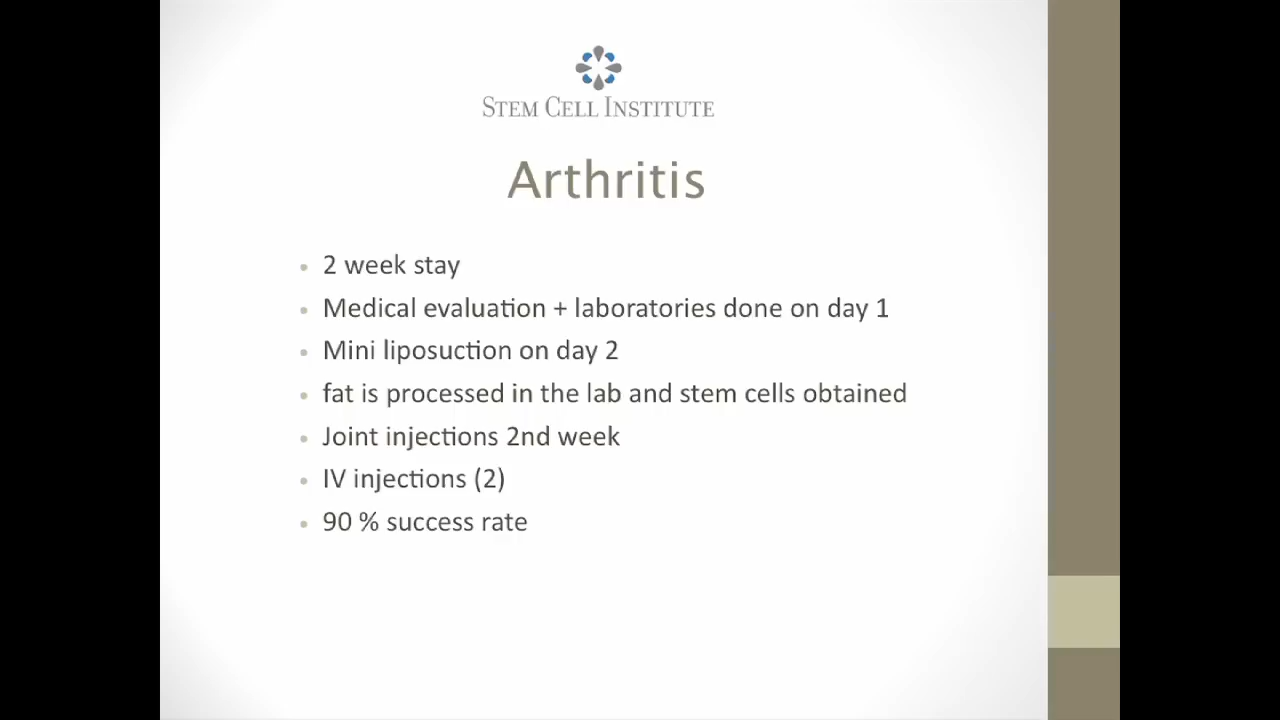 STEM CELL INSTITUTE
Arthritis
• 2 week stay
• Medical evaluation + laboratories done on day 1
• Mini liposuction on day 2
• fat is processed in the lab and stem cells obtained
• Joint injections 2nd week
• IV injections (2)
• 90 % success rate